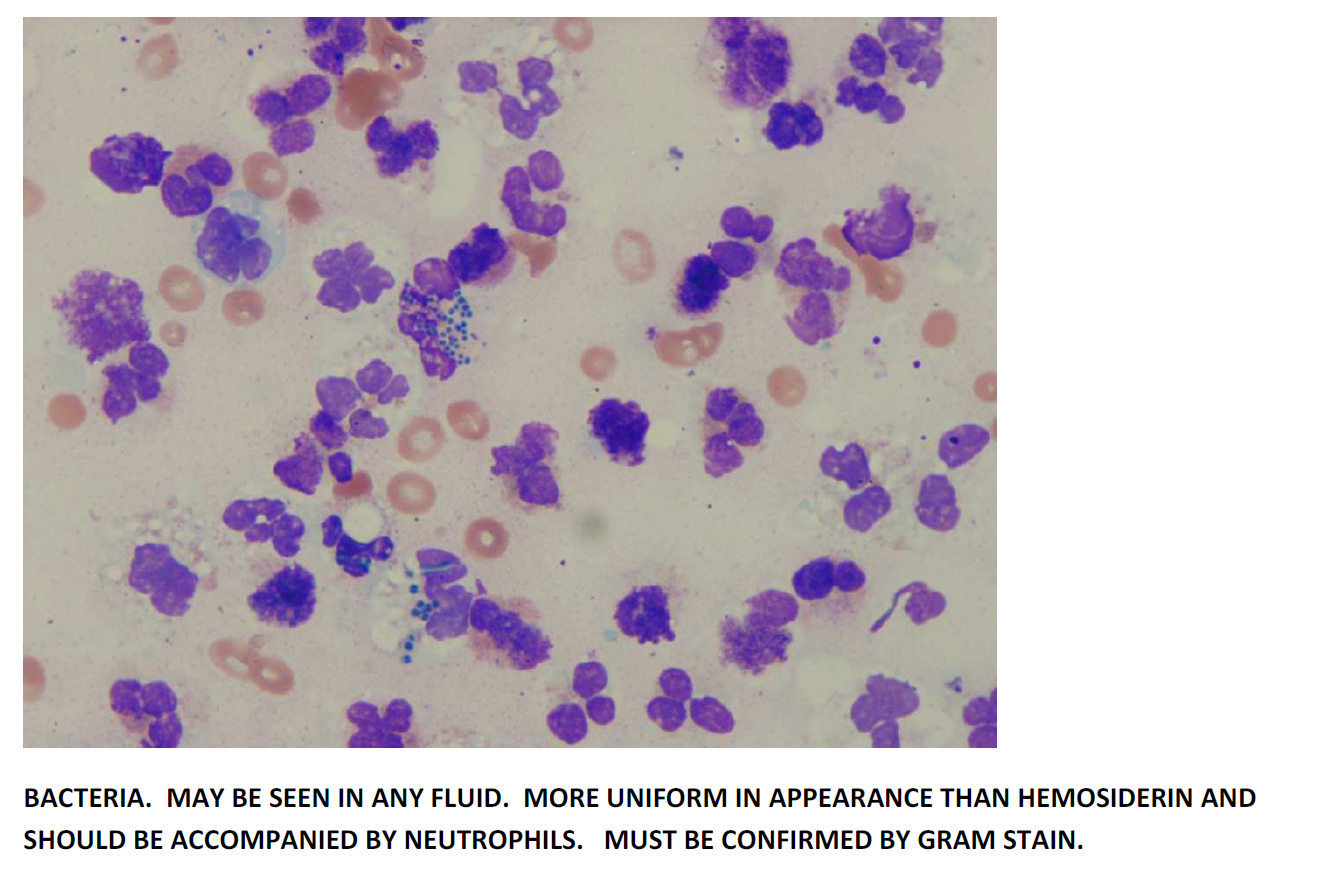 BACTERIA.  MAY BE SEEN IN ANY FLUID.  MORE UNIFORM IN APPEARANCE THAN HEMOSIDERIN AND
SHOULD BE ACCOMPANIED BY NEUTROPHILS.   MUST BE CONFIRMED BY GRAM STAIN.